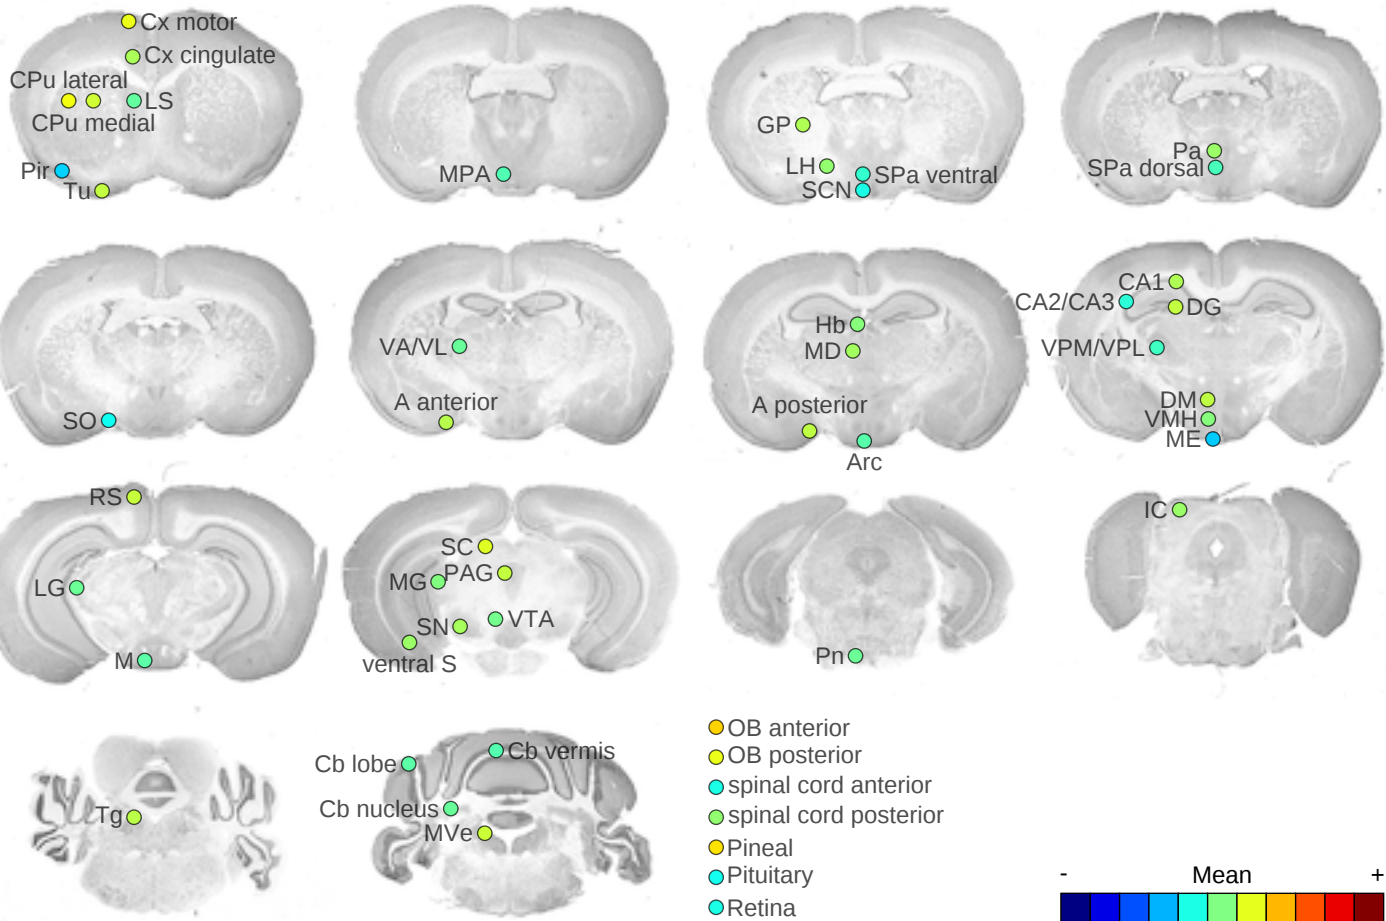 Cx motor
Cx cingulate
CPu lateral
LS
CPu medial
Pir
Tu
MPA
GP
LH
SPa ventral
SCN
Pa
SPa dorsal
SO
VA/VL
A anterior
Hb
MD
A posterior
Arc
CA1
CA2/CA3
DG
VPM/VPL
DM
VMH
ME
RS
LG
M
SC
PAG
MG
VTA
SN
ventral S
Pn
IC
Tg
Cb vermis
Cb lobe
Cb nucleus
MVe
OB anterior
OB posterior
spinal cord anterior
spinal cord posterior
Pineal
Pituitary
Retina
- Mean +